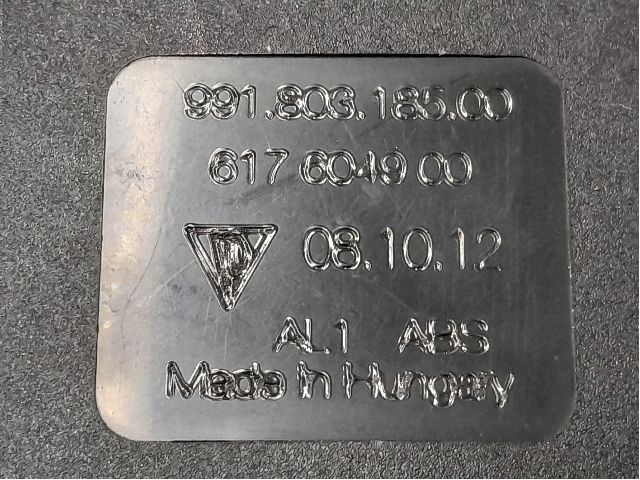 991.803.185.00
617 6049 00
08.10.12
AL1 ABS
Made in Hungary